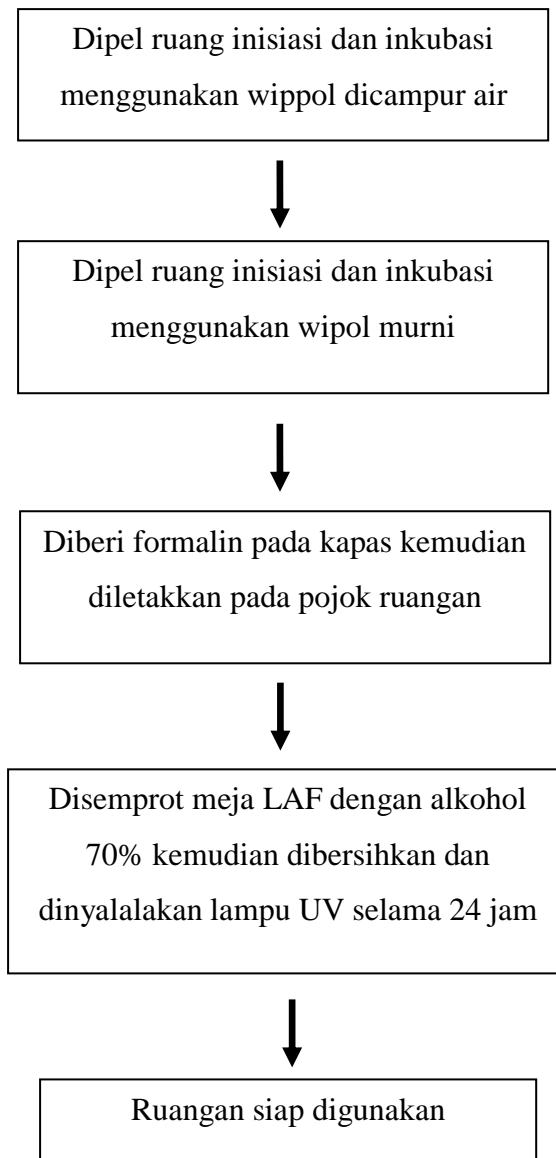 Dipel ruang inisiasi dan inkubasi
menggunakan wippol dicampur air
Dipel ruang inisiasi dan inkubasi
menggunakan wipol murni
Diberi formalin pada kapas kemudian
diletakkan pada pojok ruangan
Disemprot meja LAF dengan alkohol
70% kemudian dibersihkan dan
dinyalalakan lampu UV selama 24 jam
Ruangan siap digunakan